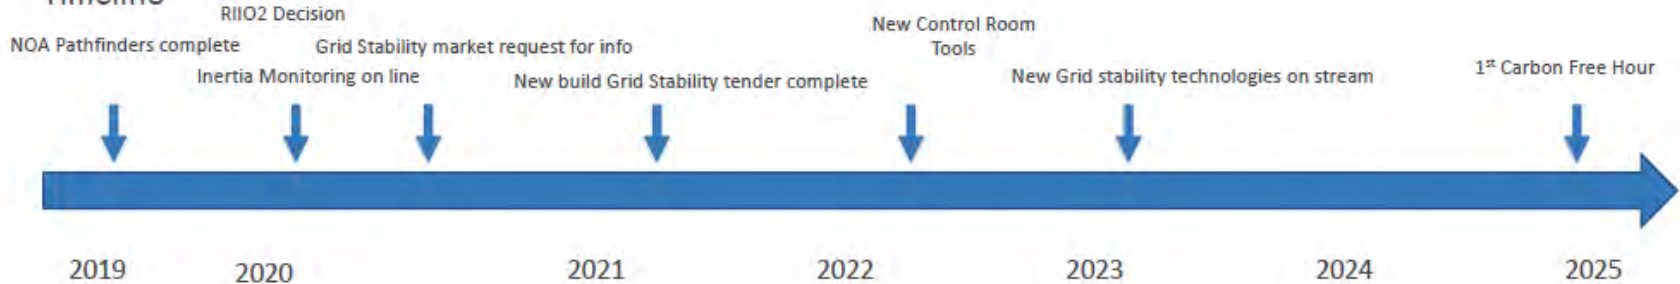 Timeline
RIIO2 Decision
NOA Pathfinders complete
Grid Stability market request for info
Inertia Monitoring on line
New build Grid Stability tender complete
New Control Room
Tools
New Grid stability technologies on stream
1st Carbon Free Hour
2019 2020 2021 2022 2023 2024 2025